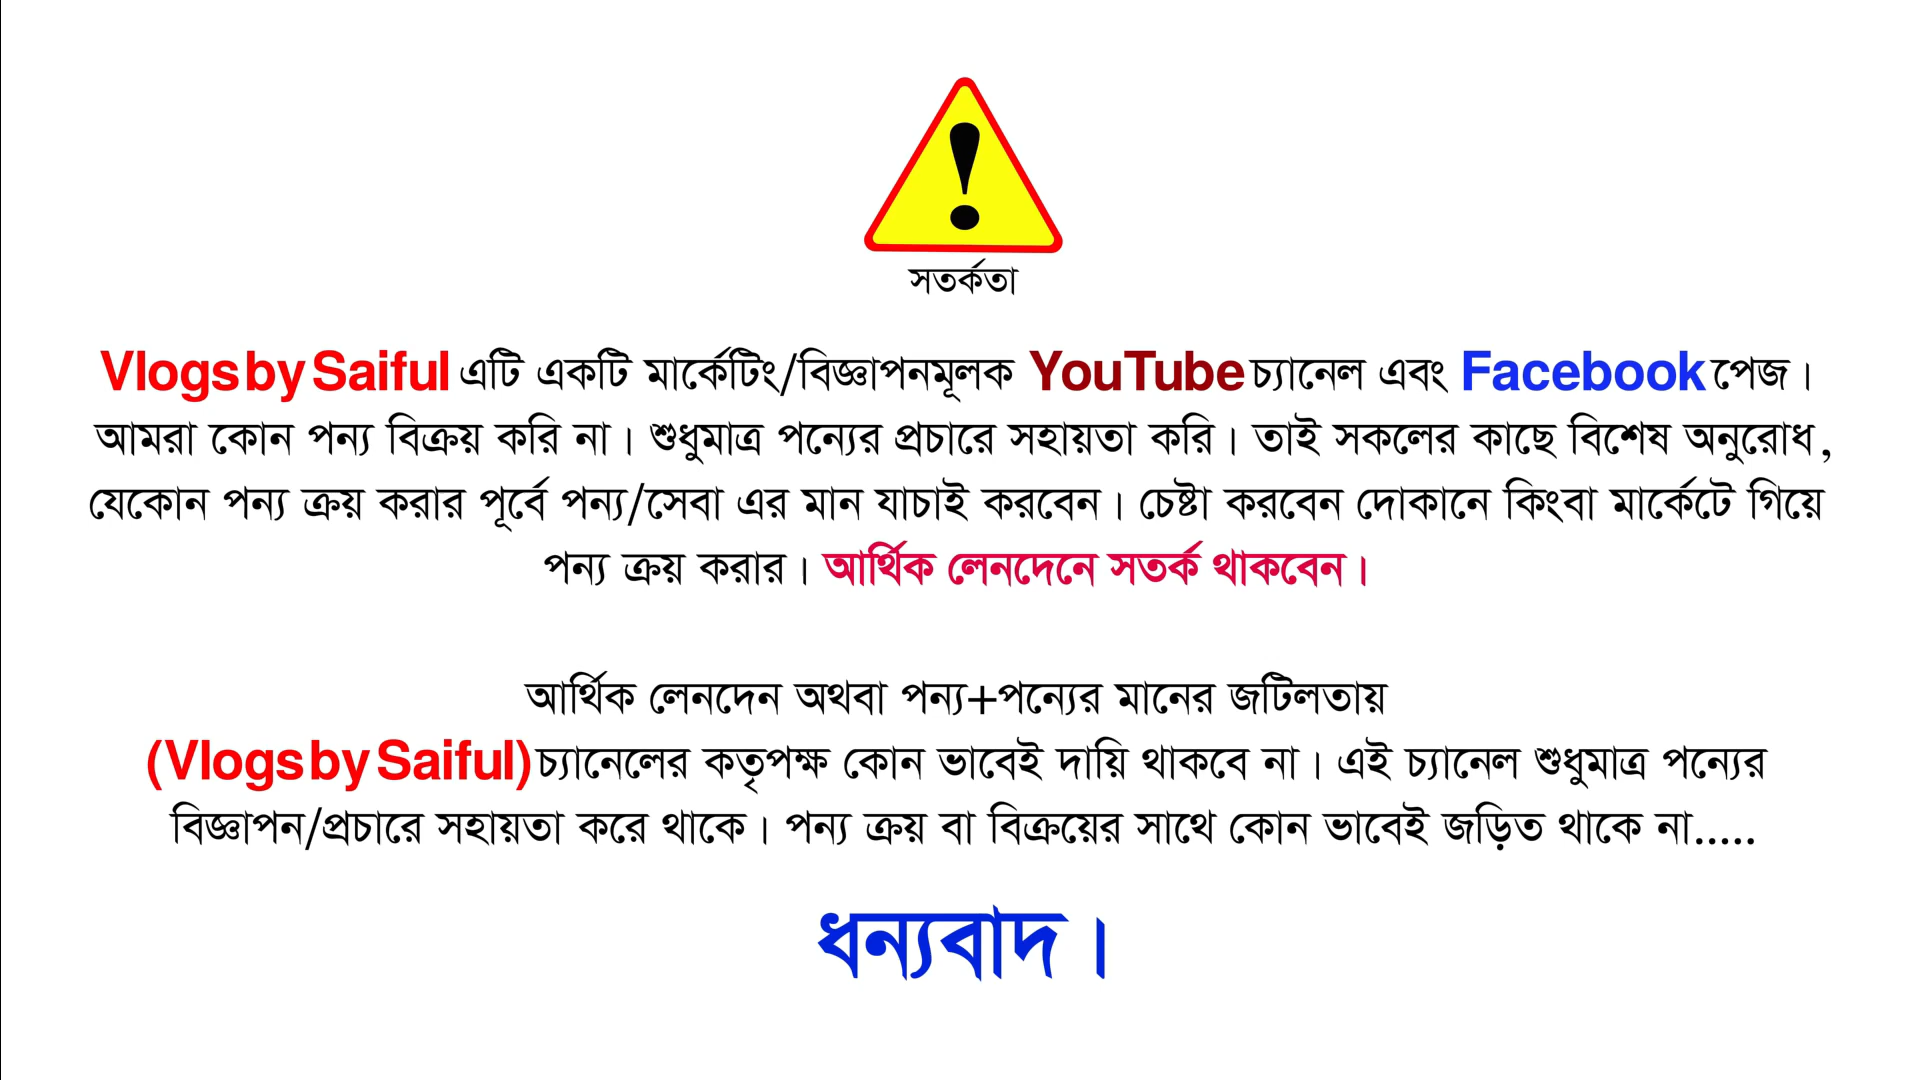 সতর্কতা
Vlogs by Saiful এটি একটি মার্কেটিং/বিজ্ঞাপনমূলক YouTube চ্যানেল এবং Facebook পেজ।
আমরা কোন পন্য বিক্রয় করি না। শুধুমাত্র পন্যের প্রচারে সহায়তা করি। তাই সকলের কাছে বিশেষ অনুরোধ,
যেকোন পন্য ক্রয় করার পূর্বে পন্য/সেবা এর মান যাচাই করবেন। চেষ্টা করবেন দোকানে কিংবা মার্কেটে গিয়ে
পন্য ক্রয় করার। আর্থিক লেনদেনে সতর্ক থাকবেন।
আর্থিক লেনদেন অথবা পন্য+পন্যের মানের জটিলতায়
(Vlogs by Saiful) চ্যানেলের কতৃপক্ষ কোন ভাবেই দায়ি থাকবে না। এই চ্যানেল শুধুমাত্র পন্যের
বিজ্ঞাপন/প্রচারে সহায়তা করে থাকে। পন্য ক্রয় বা বিক্রয়ের সাথে কোন ভাবেই জড়িত থাকে না.....
ধন্যবাদ।